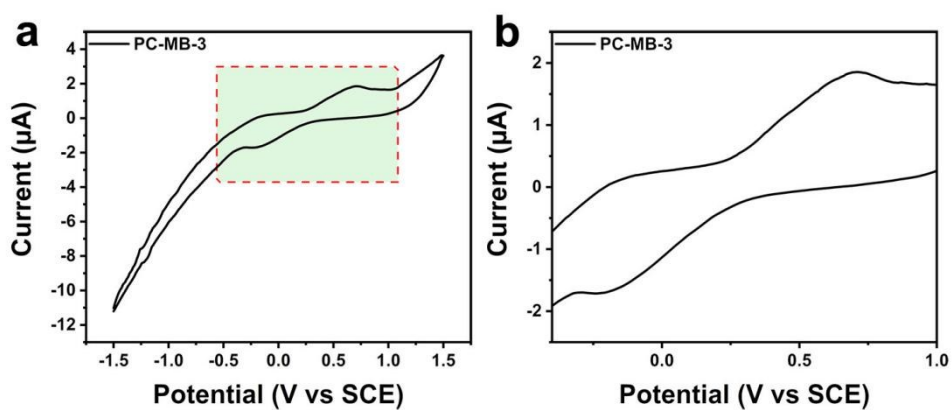 a
PC-MB-3
4
2
0
-2
-4
-6
-8
-10
-12
Current (μA)
-1.5 -1.0 -0.5 0.0 0.5 1.0 1.5
Potential (V vs SCE)
b
PC-MB-3
2
1
0
-1
-2
Current (μA)
0.0 0.5 1.0
Potential (V vs SCE)